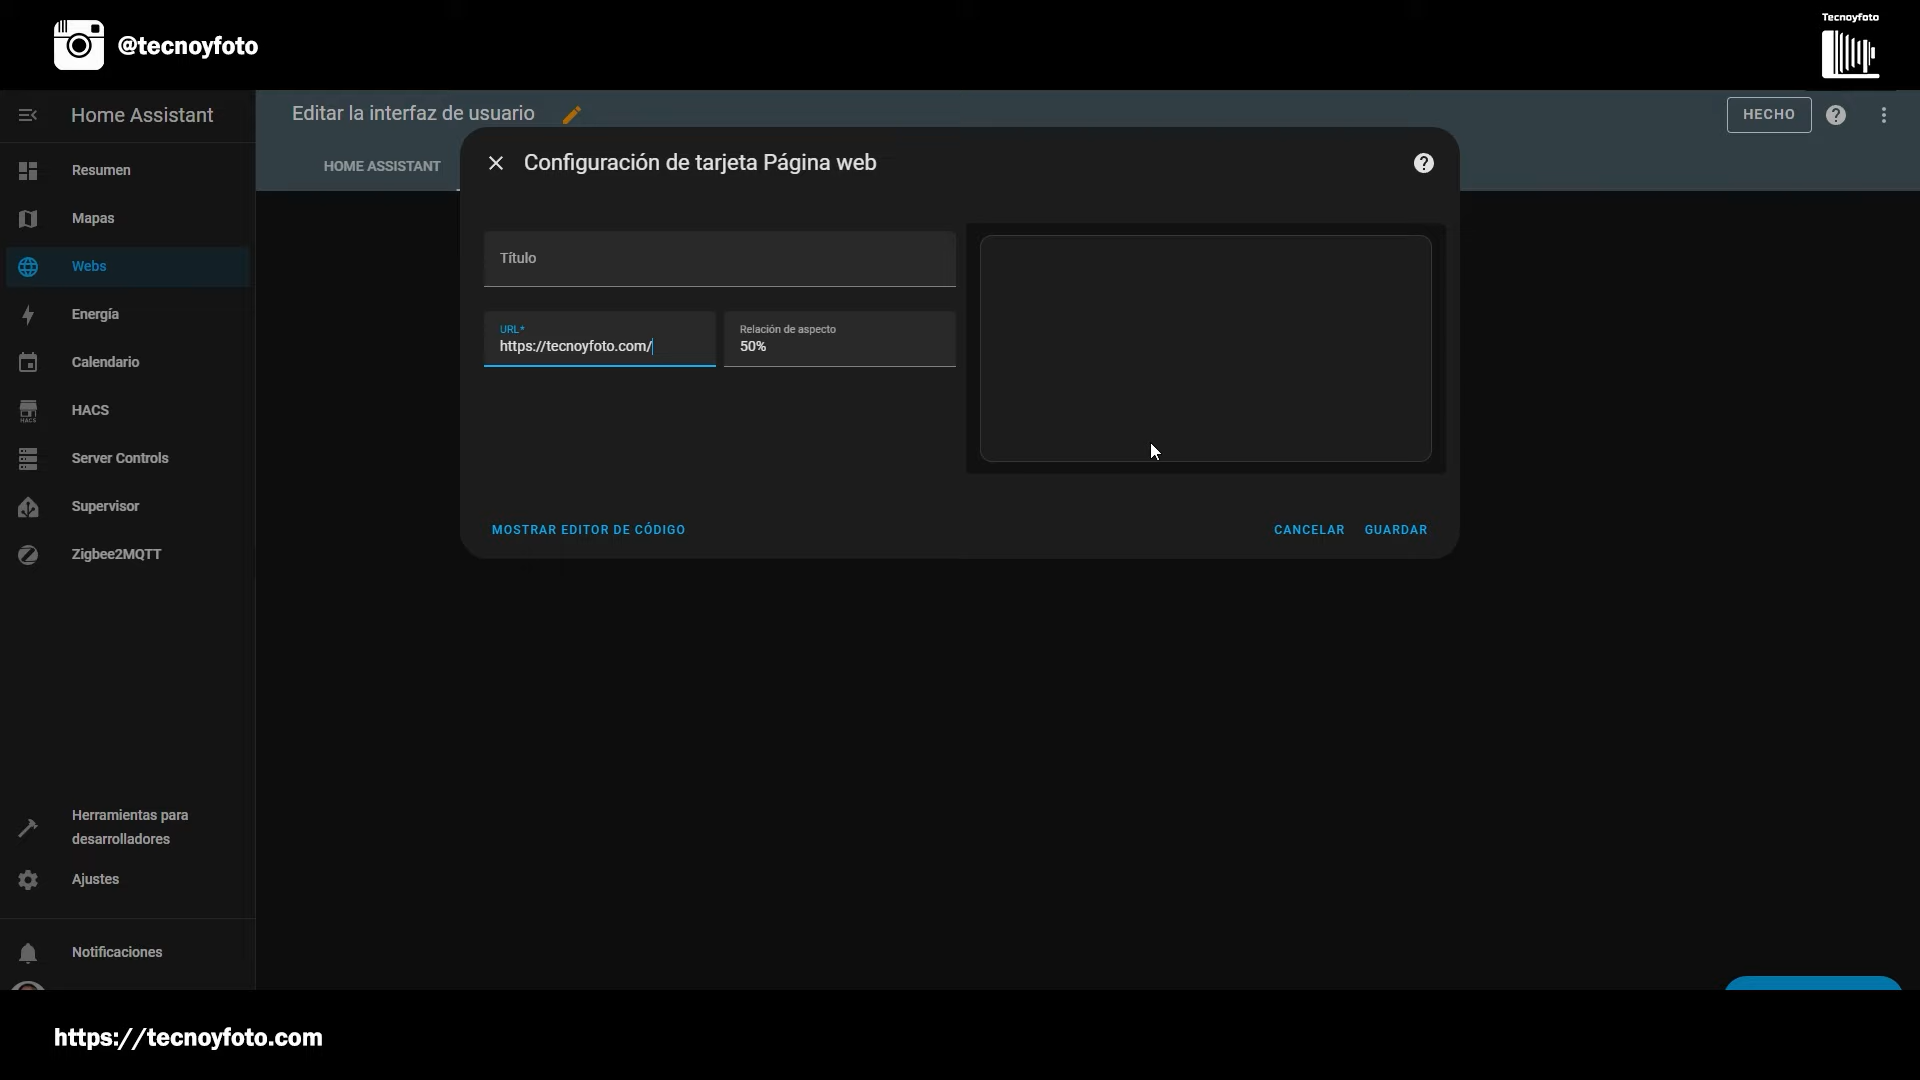 @tecnoyfoto
Tecnoyfoto
Home Assistant
Editar la interfaz de usuario
HECHO
HOME ASSISTANT
Resumen
Mapas
Webs
Energía
Calendario
HACS
HACS
Server Controls
Supervisor
Zigbee2MQTT
Herramientas para
desarrolladores
Ajustes
Notificaciones
Configuración de tarjeta Página web
Título
URL*
https://tecnoyfoto.com/
Relación de aspecto
50%
MOSTRAR EDITOR DE CÓDIGO
CANCELAR
GUARDAR
https://tecnoyfoto.com